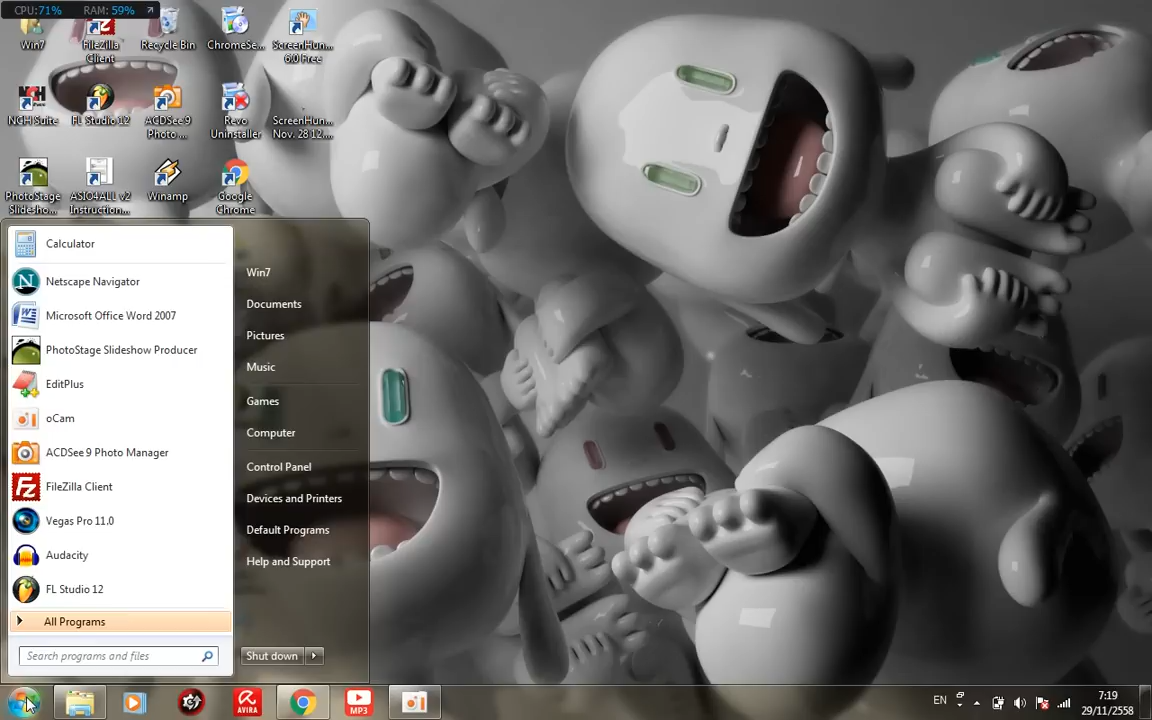 CPU:71% RAM: 59%
Win7
FileZilla
Client
Recycle Bin
ChromeSe...
ScreenHun...
6.0 Free
NCH Suite
FL Studio 12
ACDSee 9
Photo ...
Revo
Uninstaller
ScreenHun...
Nov. 28 12....
PhotoStage
Slidesho...
ASIO4ALL v2
Instruction...
Winamp
Google
Chrome
Calculator
Netscape Navigator
Microsoft Office Word 2007
PhotoStage Slideshow Producer
EditPlus
oCam
ACDSee 9 Photo Manager
FileZilla Client
Vegas Pro 11.0
Audacity
FL Studio 12
All Programs
Search programs and files
Win7
Documents
Pictures
Music
Games
Computer
Control Panel
Devices and Printers
Default Programs
Help and Support
Shut down
AVIRA
MP3
EN
7:19
29/11/2558